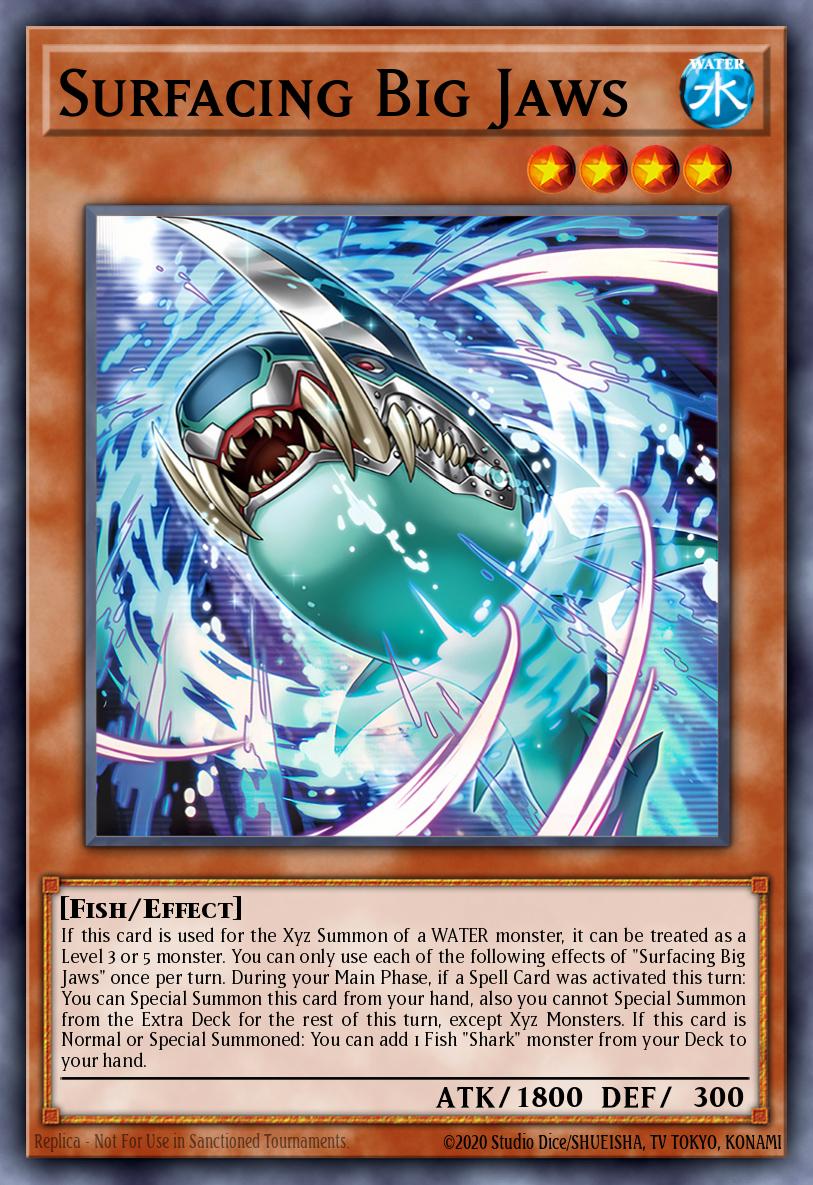 Surfacing Big Jaws
WATER
水
[Fish/Effect]
If this card is used for the Xyz Summon of a WATER monster, it can be treated as a
Level 3 or 5 monster. You can only use each of the following effects of "Surfacing Big
Jaws" once per turn. During your Main Phase, if a Spell Card was activated this turn:
You can Special Summon this card from your hand, also you cannot Special Summon
from the Extra Deck for the rest of this turn, except Xyz Monsters. If this card is
Normal or Special Summoned: You can add 1 Fish "Shark" monster from your Deck to
your hand.
ATK/1800 DEF/ 300
Replica - Not For Use in Sanctioned Tournaments.
©2020 Studio Dice/SHUEISHA, TV TOKYO, KONAMI